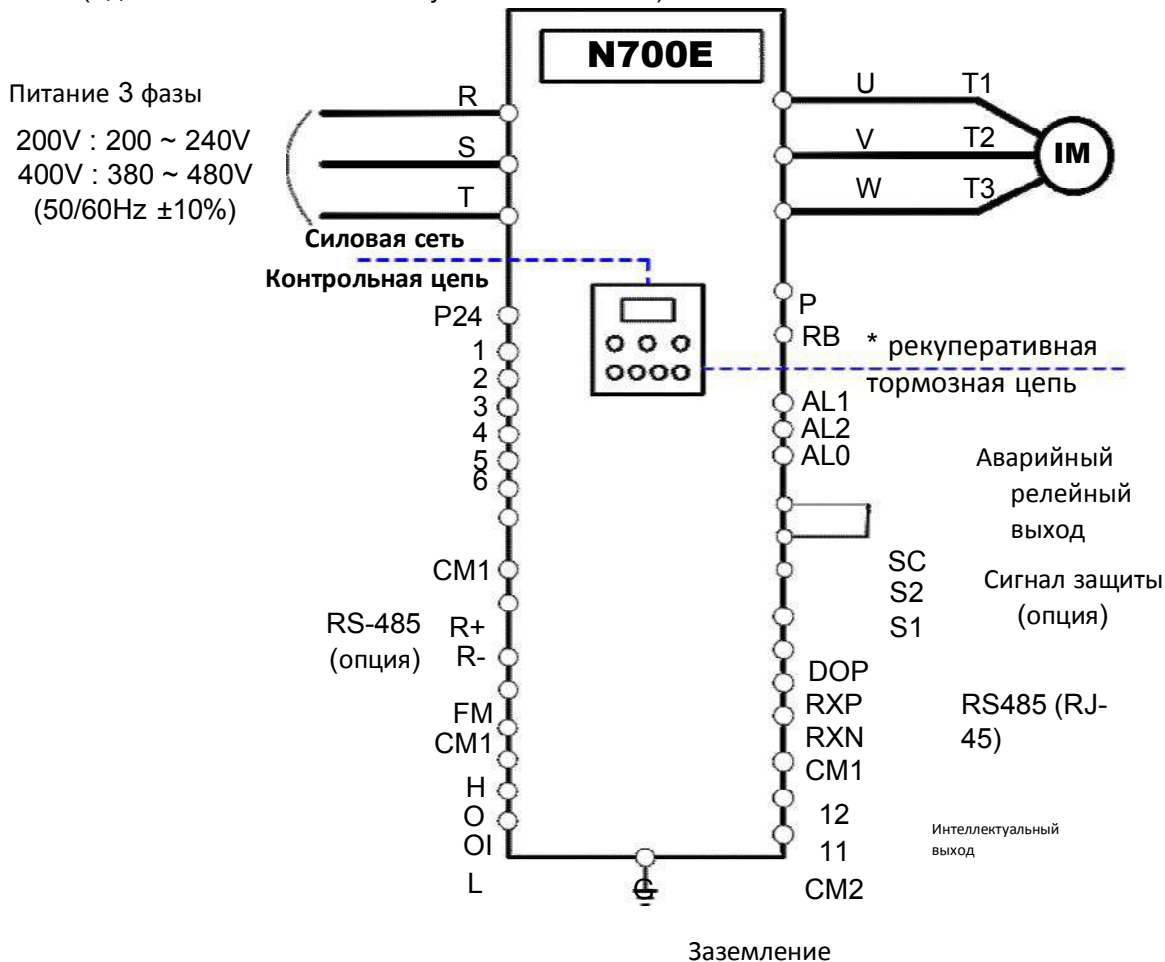 N700E
Питание 3 фазы
200V : 200 ~ 240V
400V : 380 ~ 480V
(50/60Hz ±10%)
R
S
T
U T1
V T2
W T3
IM
Силовая сеть
Контрольная цепь
P24
1
2
3
4
5
6
CM1
RS-485
(опция)
R+
R-
FM
CM1
H
O
OI
L
P
RB
* рекуперативная
тормозная цепь
AL1
AL2
AL0
Аварийный
релейный
выход
SC
S2
S1
Сигнал защиты
(опция)
DOP
RXP
RXN
CM1
RS485 (RJ-
45)
12
11
CM2
Интеллектуальный
выход
G
Заземление